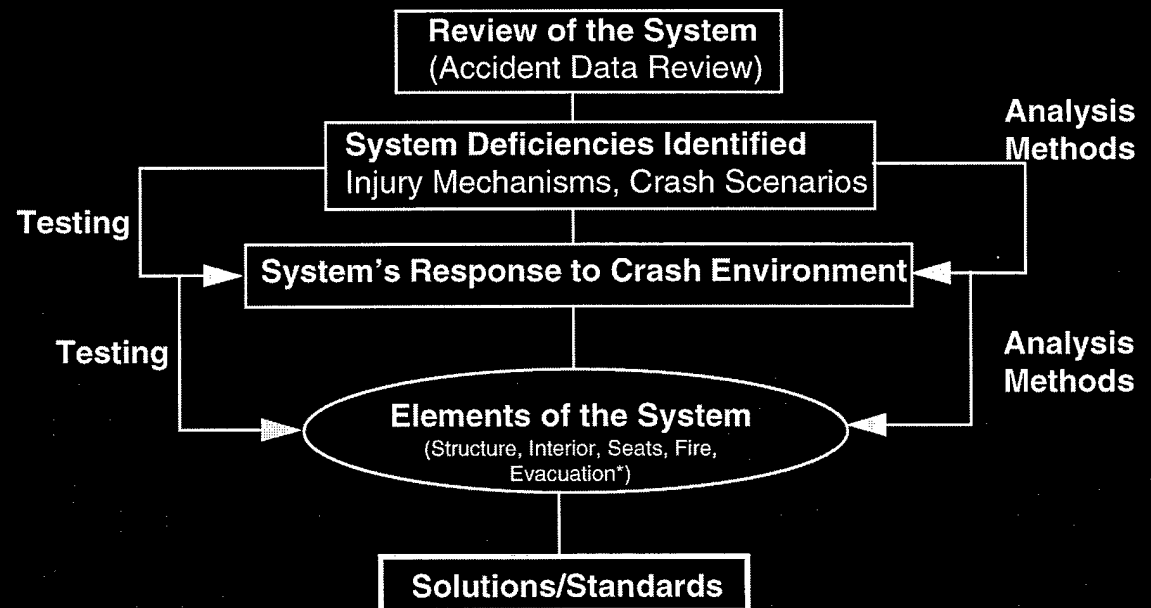 Review of the System
(Accident Data Review)
Analysis
Methods
System Deficiencies Identified
Injury Mechanisms, Crash Scenarios
Testing
System's Response to Crash Environment
Testing
Analysis
Methods
Elements of the System
(Structure, Interior, Seats, Fire,
Evacuation*)
Solutions/Standards